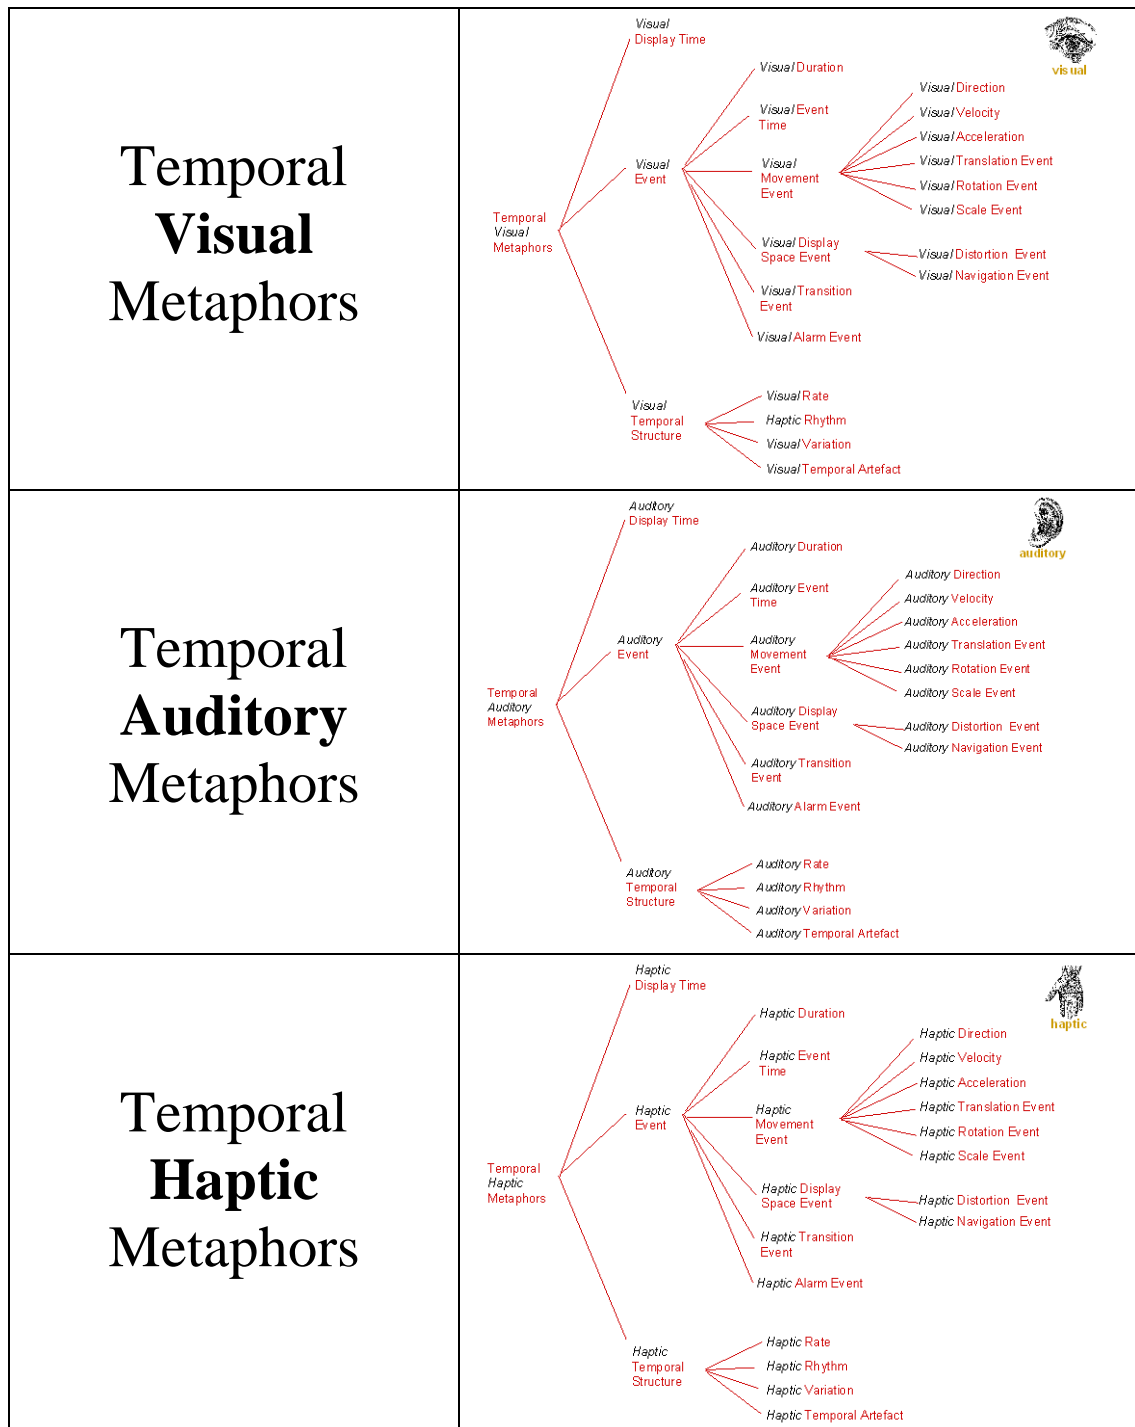 Temporal
Visual
Metaphors
Visual
Display Time
visual
Visual Duration
Visual Event
Time
Visual
Event
Visual
Movement
Event
Visual Direction
Visual Velocity
Visual Acceleration
Visual Translation Event
Visual Rotation Event
Visual Scale Event
Temporal
Visual
Metaphors
Visual Display
Space Event
Visual Distortion Event
Visual Navigation Event
Visual Transition
Event
Visual Alarm Event
Visual
Temporal
Structure
Visual Rate
Haptic Rhythm
Visual Variation
Visual Temporal Artefact
Temporal
Auditory
Metaphors
Auditory
Display Time
auditory
Auditory Duration
Auditory Event
Time
Auditory
Event
Auditory
Movement
Event
Auditory Direction
Auditory Velocity
Auditory Acceleration
Auditory Translation Event
Auditory Rotation Event
Auditory Scale Event
Temporal
Auditory
Metaphors
Auditory Display
Space Event
Auditory Distortion Event
Auditory Navigation Event
Auditory Transition
Event
Auditory Alarm Event
Auditory
Temporal
Structure
Auditory Rate
Auditory Rhythm
Auditory Variation
Auditory Temporal Artefact
Temporal
Haptic
Metaphors
Haptic
Display Time
haptic
Haptic Duration
Haptic Event
Time
Haptic
Event
Haptic
Movement
Event
Haptic Direction
Haptic Velocity
Haptic Acceleration
Haptic Translation Event
Haptic Rotation Event
Haptic Scale Event
Temporal
Haptic
Metaphors
Haptic Display
Space Event
Haptic Distortion Event
Haptic Navigation Event
Haptic Transition
Event
Haptic Alarm Event
Haptic
Temporal
Structure
Haptic Rate
Haptic Rhythm
Haptic Variation
Haptic Temporal Artefact